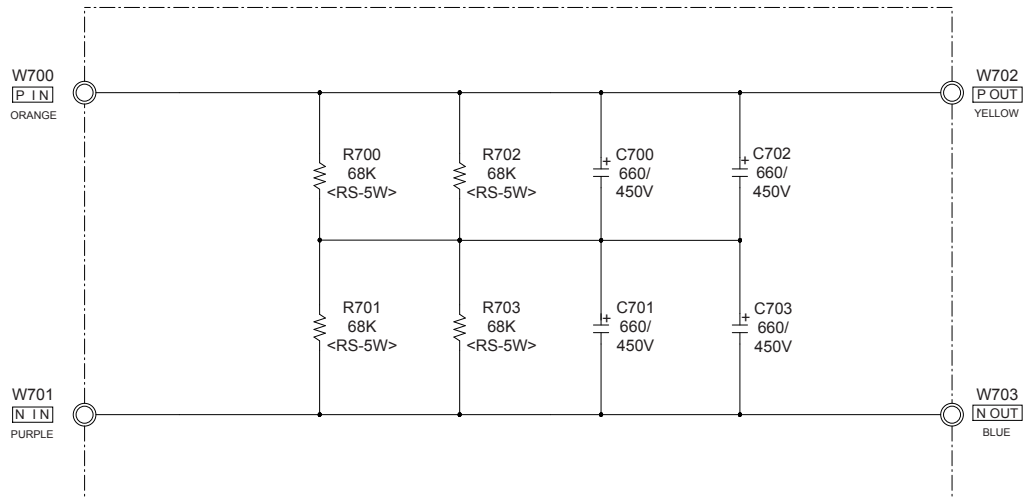 W700
P IN
ORANGE
W702
P OUT
YELLOW
R700
68K
<RS-5W>
R702
68K
<RS-5W>
+ C700
660/
450V
+ C702
660/
450V
R701
68K
<RS-5W>
R703
68K
<RS-5W>
+ C701
660/
450V
+ C703
660/
450V
W701
N IN
PURPLE
W703
N OUT
BLUE